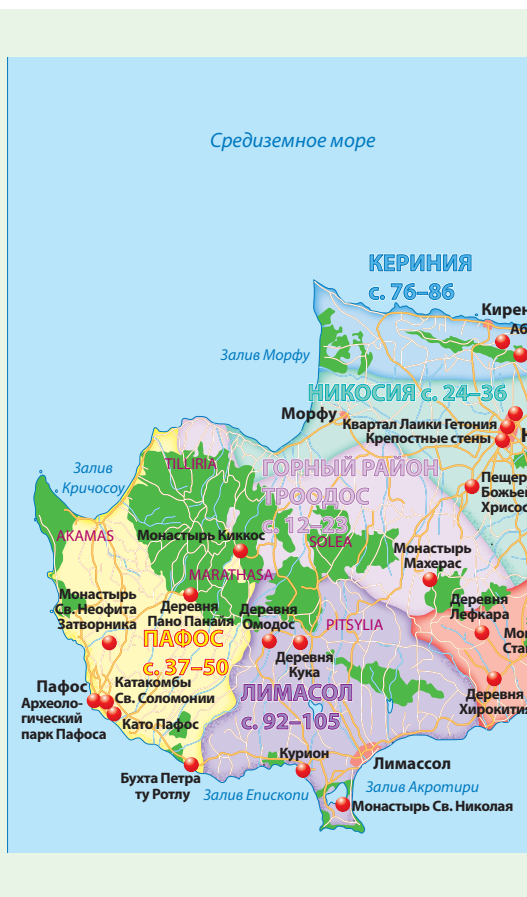 Средиземное море
КЕРИНИЯ
с. 76–86
Залив Морфу
НИКОСИЯ с. 24–36
Морфу
Квартал Лаики Гетония
Крепостные стены
Залив
Кричосоу
TILLIRIA
ГОРНЫЙ РАЙОН
ТРООДОС
с. 12–23
AKAMAS
Монастырь Киккос
SOLEA
Монастырь
Махерас
MARATHASA
Монастырь
Св. Неофита
Затворника
Деревня
Пано Панайя
Деревня
Омодос
PITSYLIA
Деревня
Лефкара
ПАФОС
с. 37–50
Деревня
Кука
Пафос
Археоло-
гический
парк Пафоса
Катакомбы
Св. Соломонии
Като Пафос
ЛИМАСОЛ
с. 92–105
Деревня
Курион
Лимассол
Бухта Петра
ту Ротлу
Залив Епископи
Залив Акротири
Монастырь Св. Николая